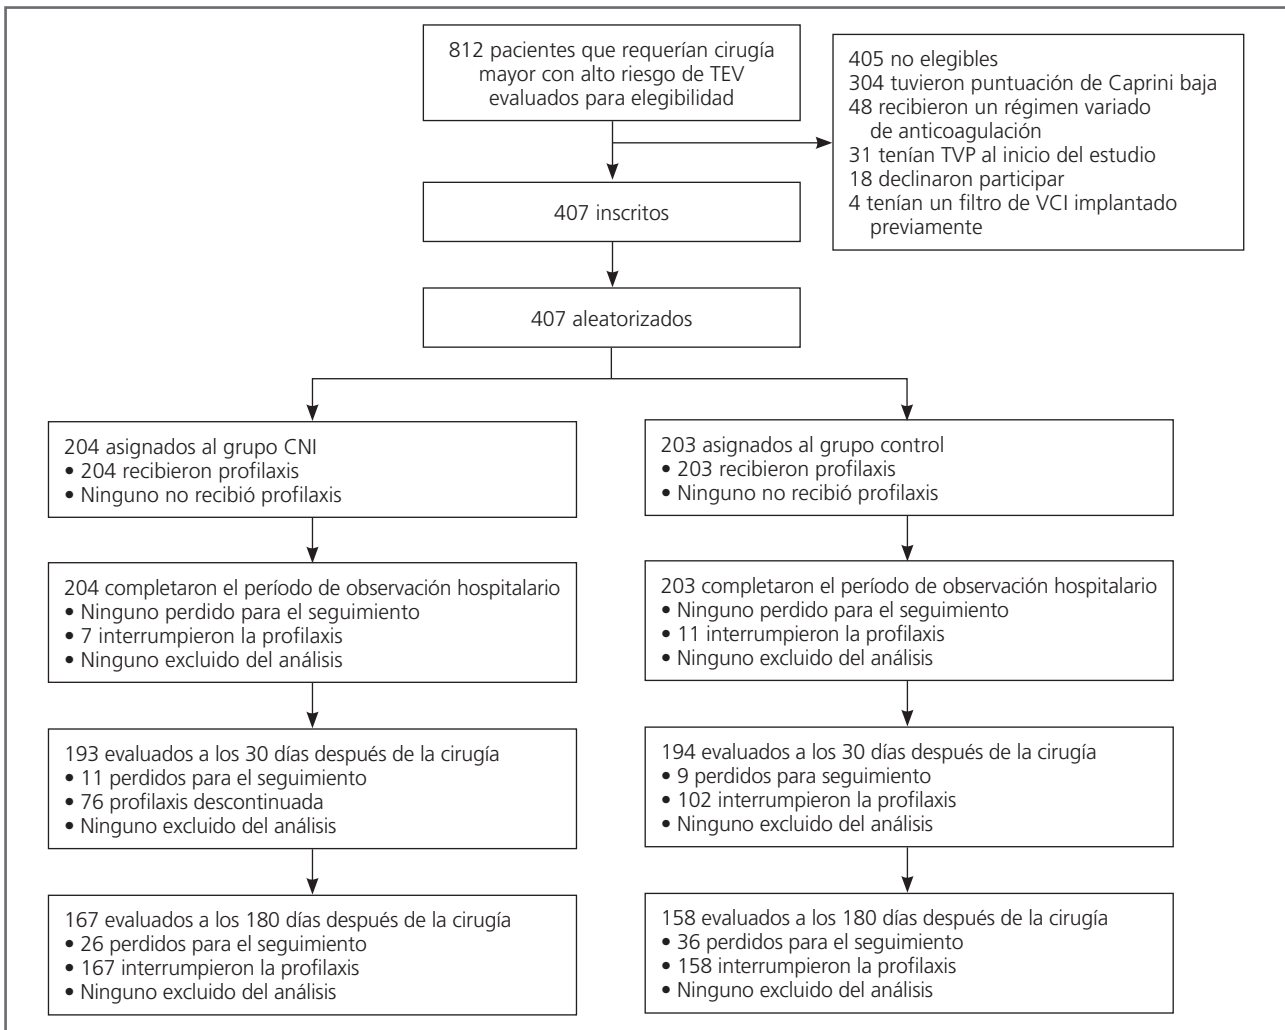 812 pacientes que requerían cirugía
mayor con alto riesgo de TEV
evaluados para elegibilidad
405 no elegibles
304 tuvieron puntuación de Caprini baja
48 recibieron un régimen variado
de anticoagulación
31 tenían TVP al inicio del estudio
18 declinaron participar
4 tenían un filtro de VCI implantado
previamente
407 inscritos
407 aleatorizados
204 asignados al grupo CNI
• 204 recibieron profilaxis
• Ninguno no recibió profilaxis
203 asignados al grupo control
• 203 recibieron profilaxis
• Ninguno no recibió profilaxis
204 completaron el período de observación hospitalario
• Ninguno perdido para el seguimiento
• 7 interrumpieron la profilaxis
• Ninguno excluido del análisis
203 completaron el período de observación hospitalario
• Ninguno perdido para el seguimiento
• 11 interrumpieron la profilaxis
• Ninguno excluido del análisis
193 evaluados a los 30 días después de la cirugía
• 11 perdidos para el seguimiento
• 76 profilaxis descontinuada
• Ninguno excluido del análisis
194 evaluados a los 30 días después de la cirugía
• 9 perdidos para seguimiento
• 102 interrumpieron la profilaxis
• Ninguno excluido del análisis
167 evaluados a los 180 días después de la cirugía
• 26 perdidos para el seguimiento
• 167 interrumpieron la profilaxis
• Ninguno excluido del análisis
158 evaluados a los 180 días después de la cirugía
• 36 perdidos para el seguimiento
• 158 interrumpieron la profilaxis
• Ninguno excluido del análisis